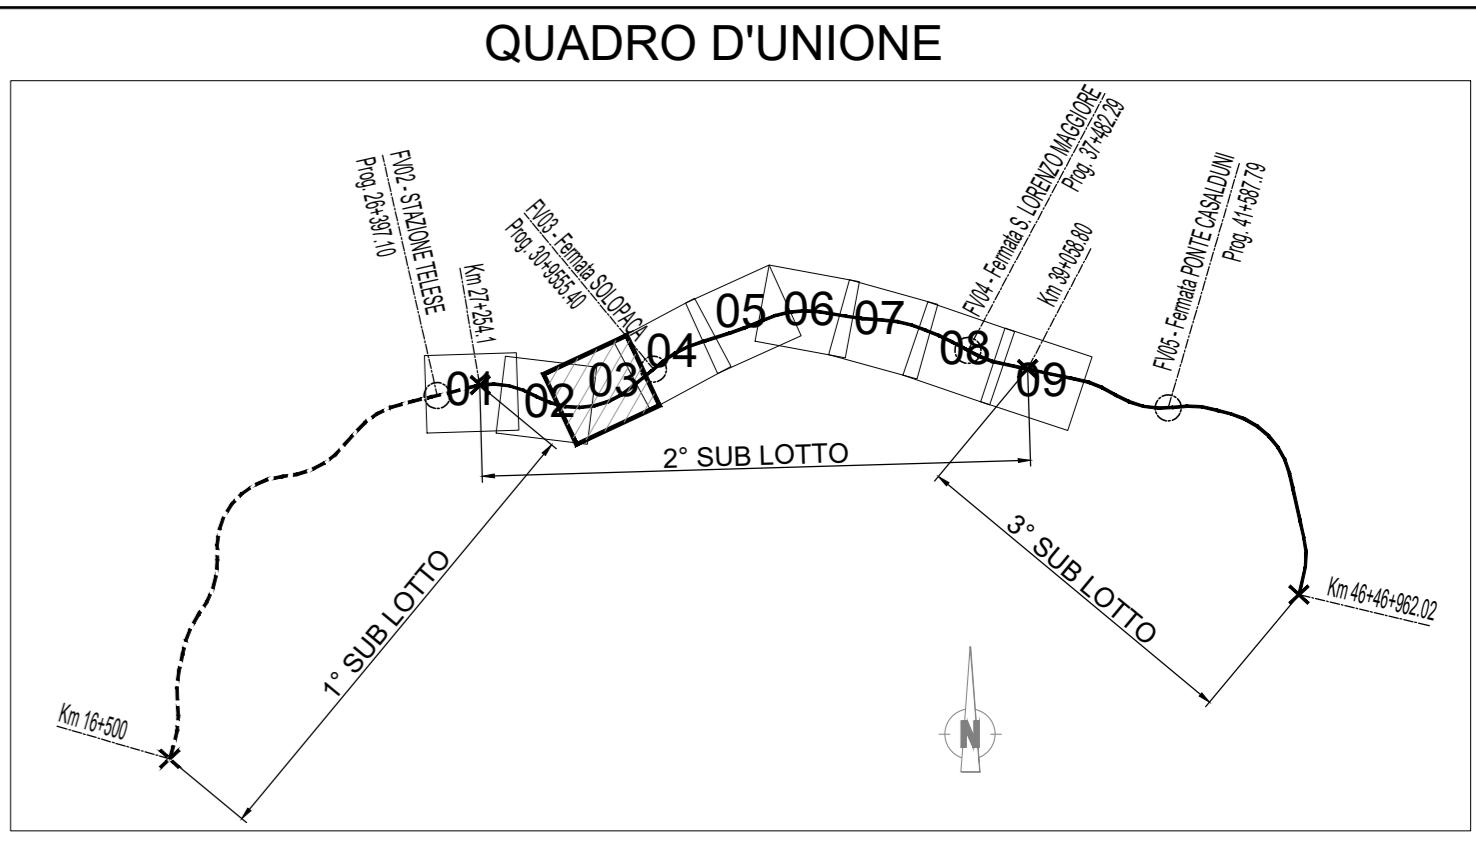 QUADRO D'UNIONE
FV02 - STAZIONE TELESE
Prog. 26+397.10
Km 27+254.1
FV03 - Fermata SOLOPACA
Prog. 30+9555.40
FV04 - Fermata S. LORENZO MAGGIORE
Prog. 37+482.29
Km 39+058.80
FV05 - Fermata PONTE CASALDUNI
Prog. 41+587.79
01
02
03
04
05
06
07
08
09
2° SUB LOTTO
1° SUB LOTTO
3° SUB LOTTO
Km 16+500
Km 46+46+962.02
N